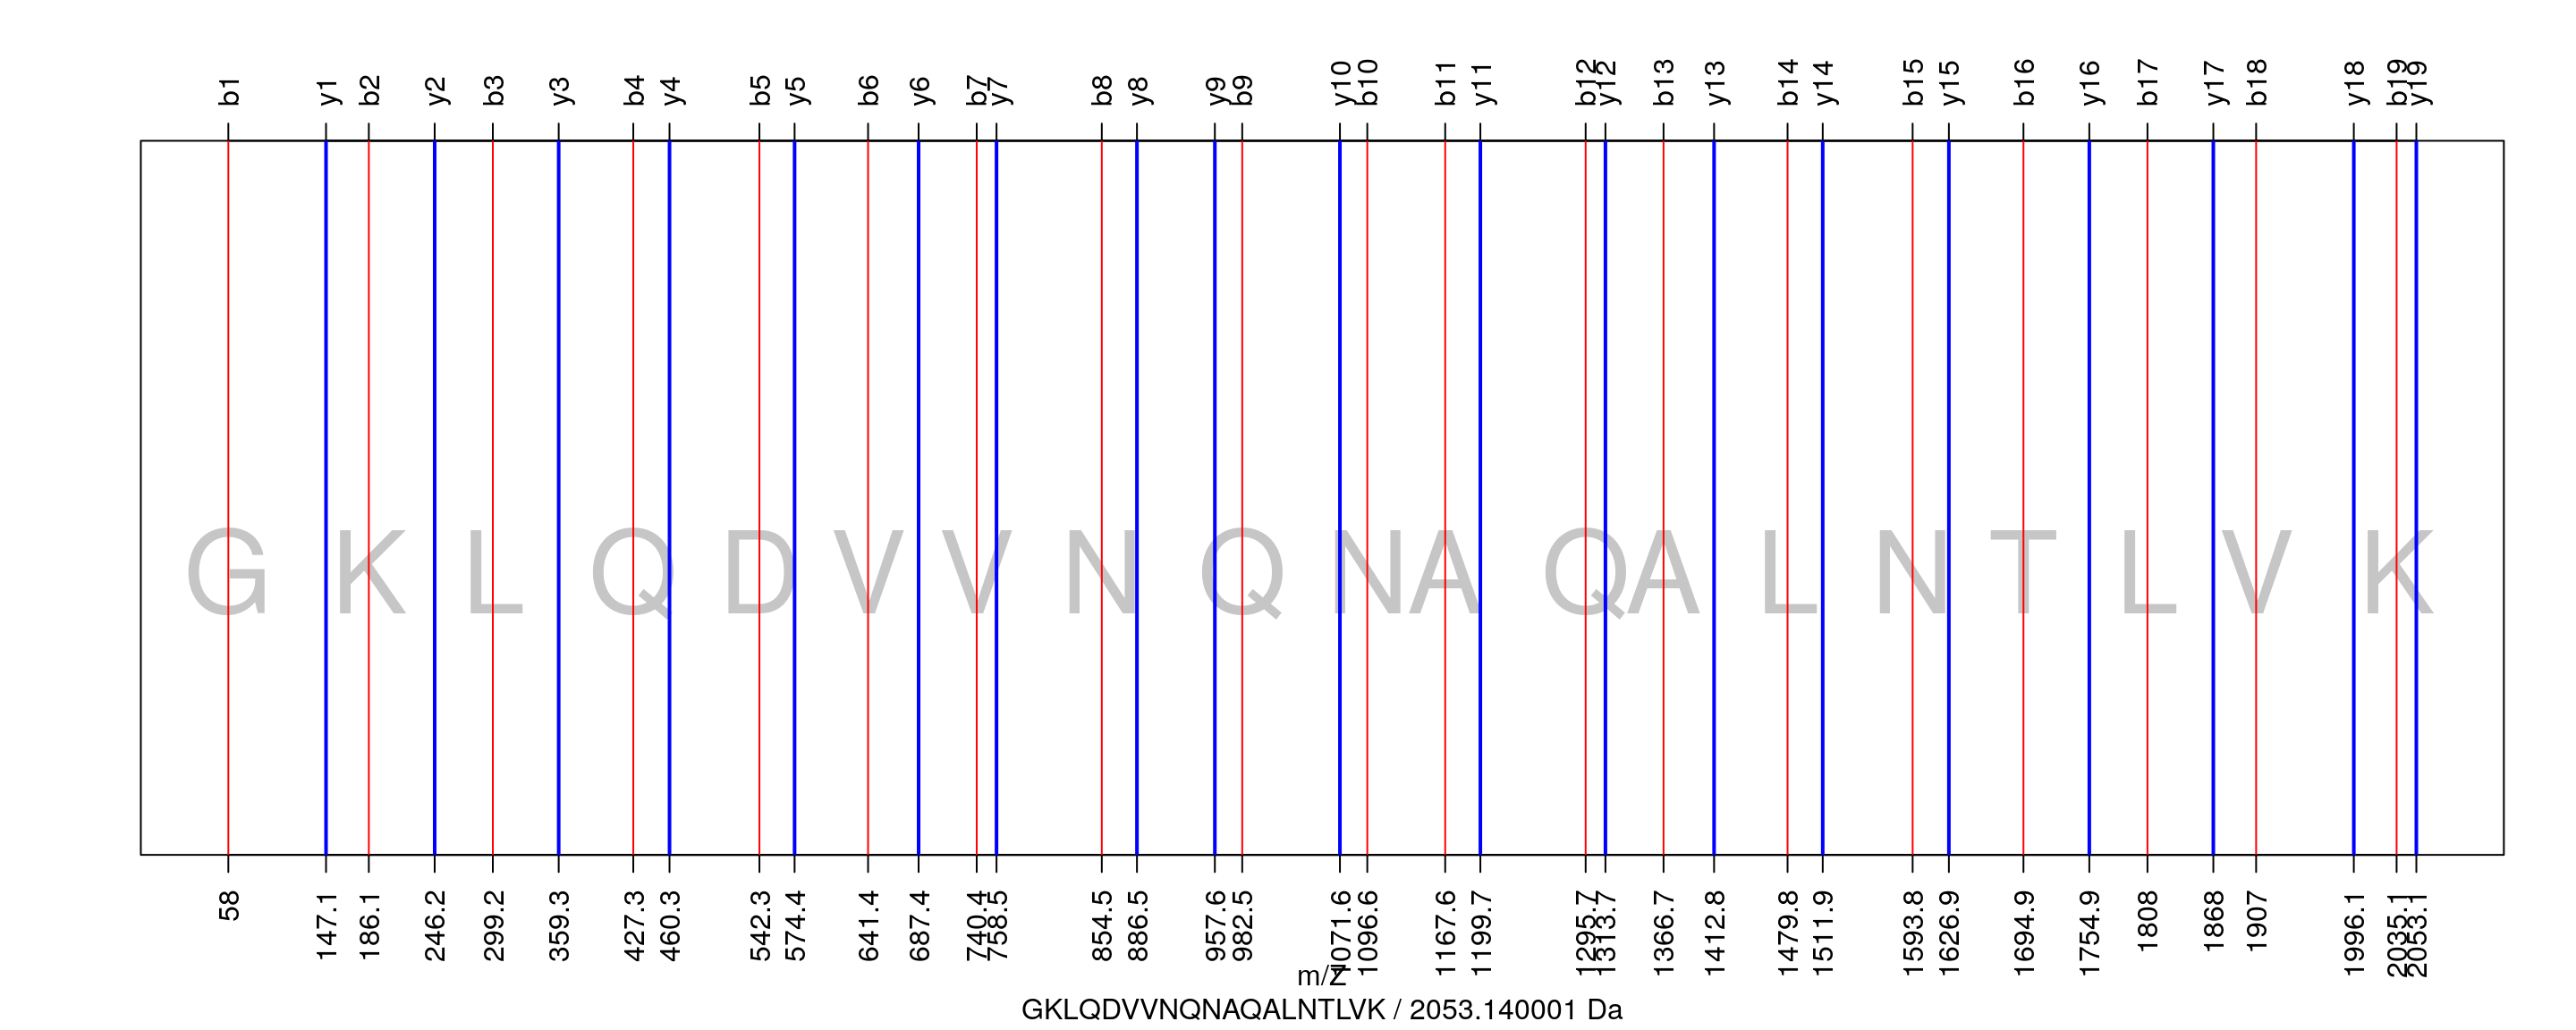 b1 y1 b2 y2 b3 y3 b4 y4 b5 y5 b6 y6 b7 y7 b8 y8 y9 b9 y10 b10 b11 y11 b12 y12 b13 y13 b14 y14 b15 y15 b16 y16 b17 y17 b18 y18 b19 y19
G K L Q D V V N Q N A Q A L N T L V K
58 147.1 186.1 246.2 299.2 359.3 427.3 460.3 542.3 574.4 641.4 687.4 740.4 758.5 854.5 886.5 957.6 982.5 1071.6 1096.6 1167.6 1199.7 1295.7 1313.7 1366.7 1412.8 1479.8 1511.9 1593.8 1626.9 1694.9 1754.9 1808 1868 1907 1996.1 2035.1 2053.1
m/Z
GKLQDVVNQNAQALNTLVK / 2053.140001 Da